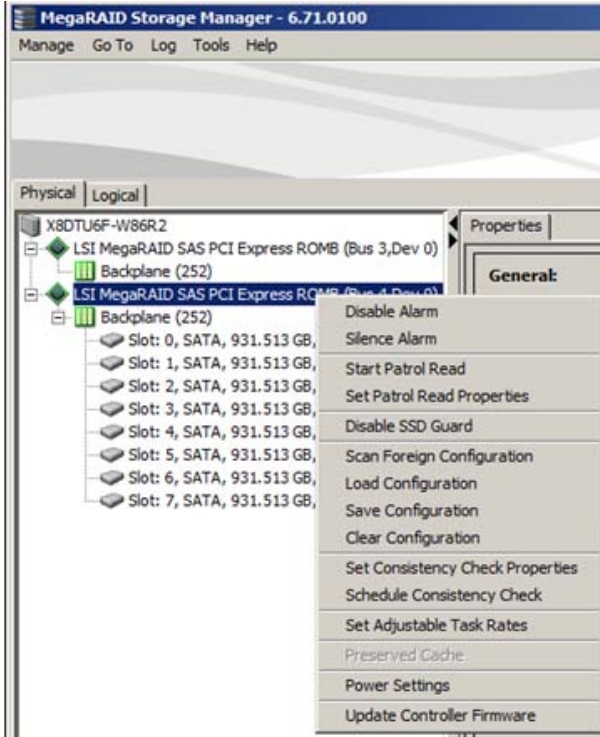 MegaRAID Storage Manager - 6.71.0100
Manage Go To Log Tools Help
Physical Logical
X8DTU6F-W86R2
LSI MegaRAID SAS PCI Express ROMB (Bus 3,Dev 0)
Backplane (252)
LSI MegaRAID SAS PCI Express ROMB (Bus 4,Dev 0)
Backplane (252)
Slot: 0, SATA, 931.513 GB,
Slot: 1, SATA, 931.513 GB,
Slot: 2, SATA, 931.513 GB,
Slot: 3, SATA, 931.513 GB,
Slot: 4, SATA, 931.513 GB,
Slot: 5, SATA, 931.513 GB,
Slot: 6, SATA, 931.513 GB,
Slot: 7, SATA, 931.513 GB,
Properties
General:
Disable Alarm
Silence Alarm
Start Patrol Read
Set Patrol Read Properties
Disable SSD Guard
Scan Foreign Configuration
Load Configuration
Save Configuration
Clear Configuration
Set Consistency Check Properties
Schedule Consistency Check
Set Adjustable Task Rates
Preserved Cache
Power Settings
Update Controller Firmware